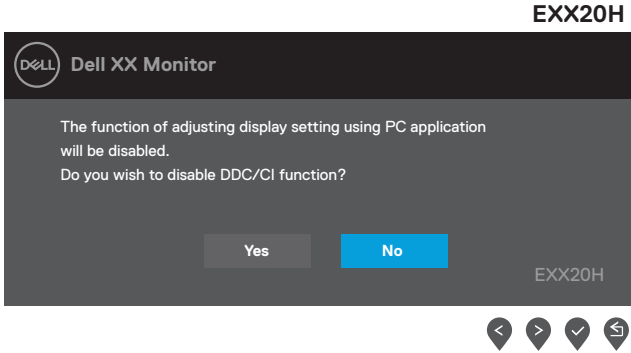 EXX20H
DELL
Dell XX Monitor
The function of adjusting display setting using PC application
will be disabled.
Do you wish to disable DDC/CI function?
Yes
No
EXX20H